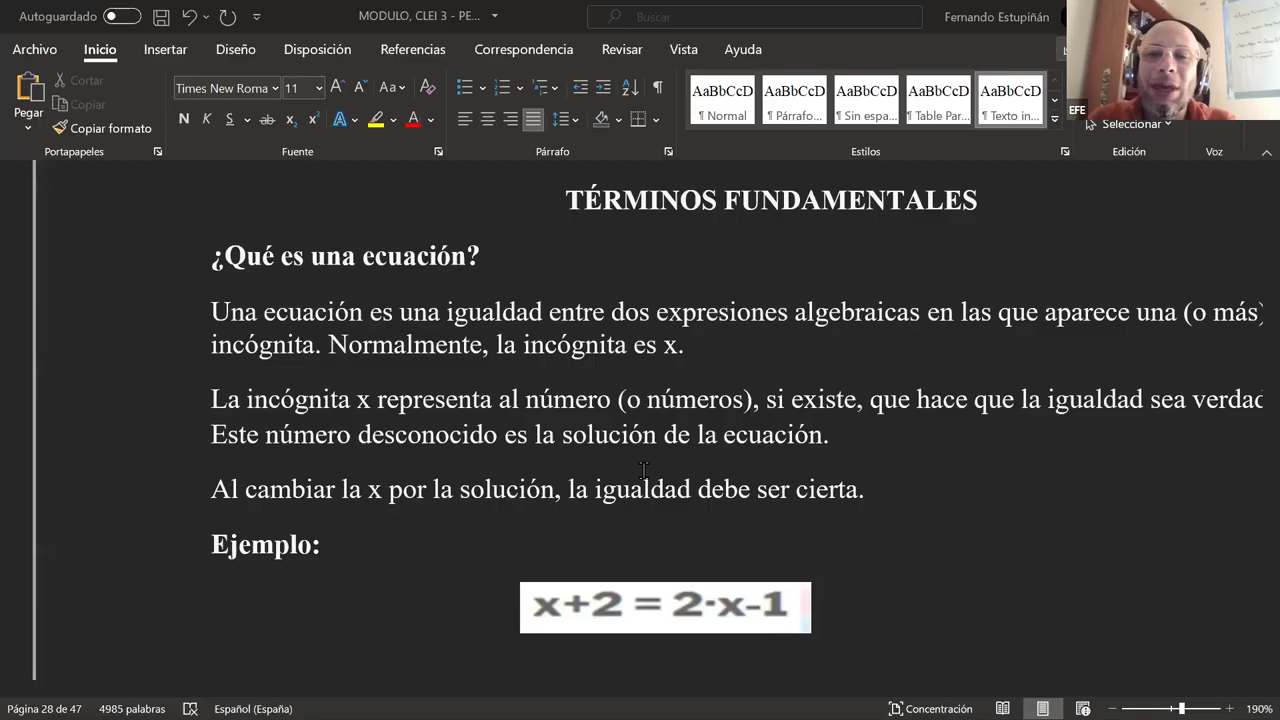 Autoguardado
MODULO, CLEI 3 - PE...
Buscar
Fernando Estupiñán
Archivo Inicio Insertar Diseño Disposición Referencias Correspondencia Revisar Vista Ayuda
Pegar
Cortar
Copiar
Copiar formato
Portapapeles
Times New Roma 11
Aa
N K S ab x₂ x² A A
Fuente
Párrafo
AaBbCcD AaBbCcD AaBbCcD AaBbCcD AaBbCcD
¶ Normal ¶ Párrafo... ¶ Sin espa... ¶ Table Par... ¶ Texto in...
Estilos
Seleccionar
Edición
Voz
EFE
TÉRMINOS FUNDAMENTALES
¿Qué es una ecuación?
Una ecuación es una igualdad entre dos expresiones algebraicas en las que aparece una (o más)
incógnita. Normalmente, la incógnita es x.
La incógnita x representa al número (o números), si existe, que hace que la igualdad sea verdad
Este número desconocido es la solución de la ecuación.
Al cambiar la x por la solución, la igualdad debe ser cierta.
Ejemplo:
x+2 = 2·x-1
Página 28 de 47 4985 palabras Español (España) Concentración 190%